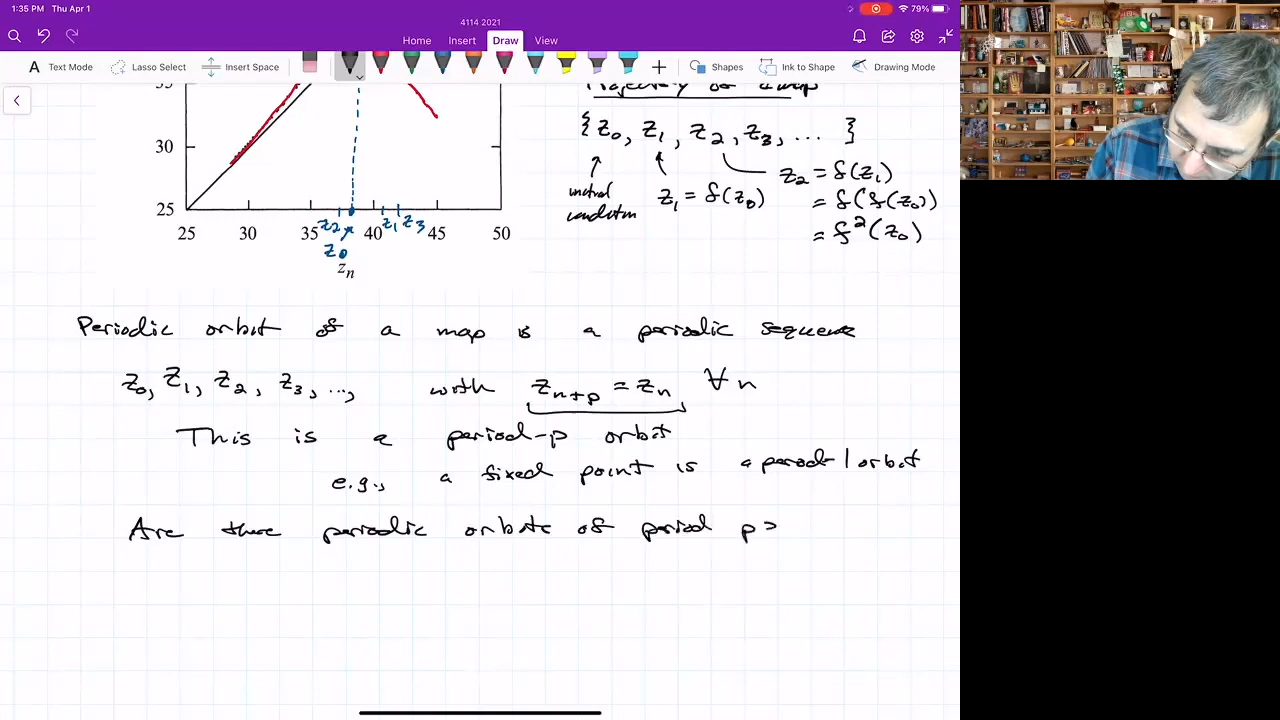 1:35 PM Thu Apr 1
79%
4114 2021
Home Insert Draw View
A Text Mode Lasso Select Insert Space Shapes Ink to Shape Drawing Mode
Trajectory of a map
{z0, z1, z2, z3, ... }
30
z2 = f(z1)
z1 = f(z0)
= f(f(z0))
= f²(z0)
25
z2 z1 z3
25 30 35 40 45 50
z0
zn
Periodic orbit of a map is a periodic sequence
z0, z1, z2, z3, ..., with zn+p = zn ∀n
This is a period-p orbit
e.g., a fixed point is a period-1 orbit
Are there periodic orbits of period p>